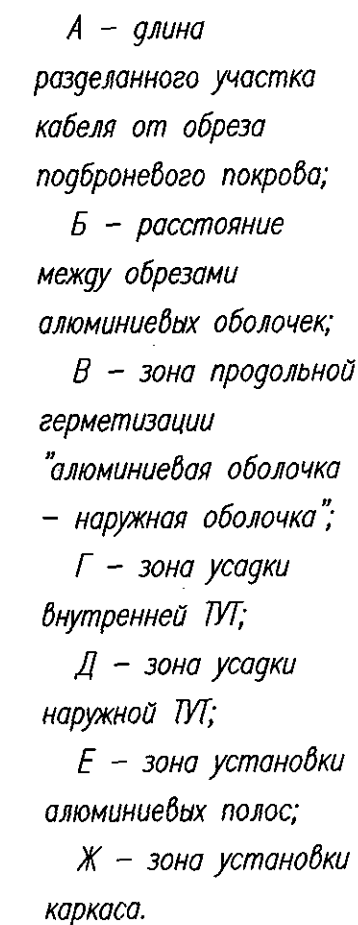 А – длина
разделанного участка
кабеля от обреза
подброневого покрова;
Б – расстояние
между обрезами
алюминиевых оболочек;
В – зона продольной
герметизации
"алюминиевая оболочка
– наружная оболочка";
Г – зона усадки
внутренней ТУТ;
Д – зона усадки
наружной ТУТ;
Е – зона установки
алюминиевых полос;
Ж – зона установки
каркаса.